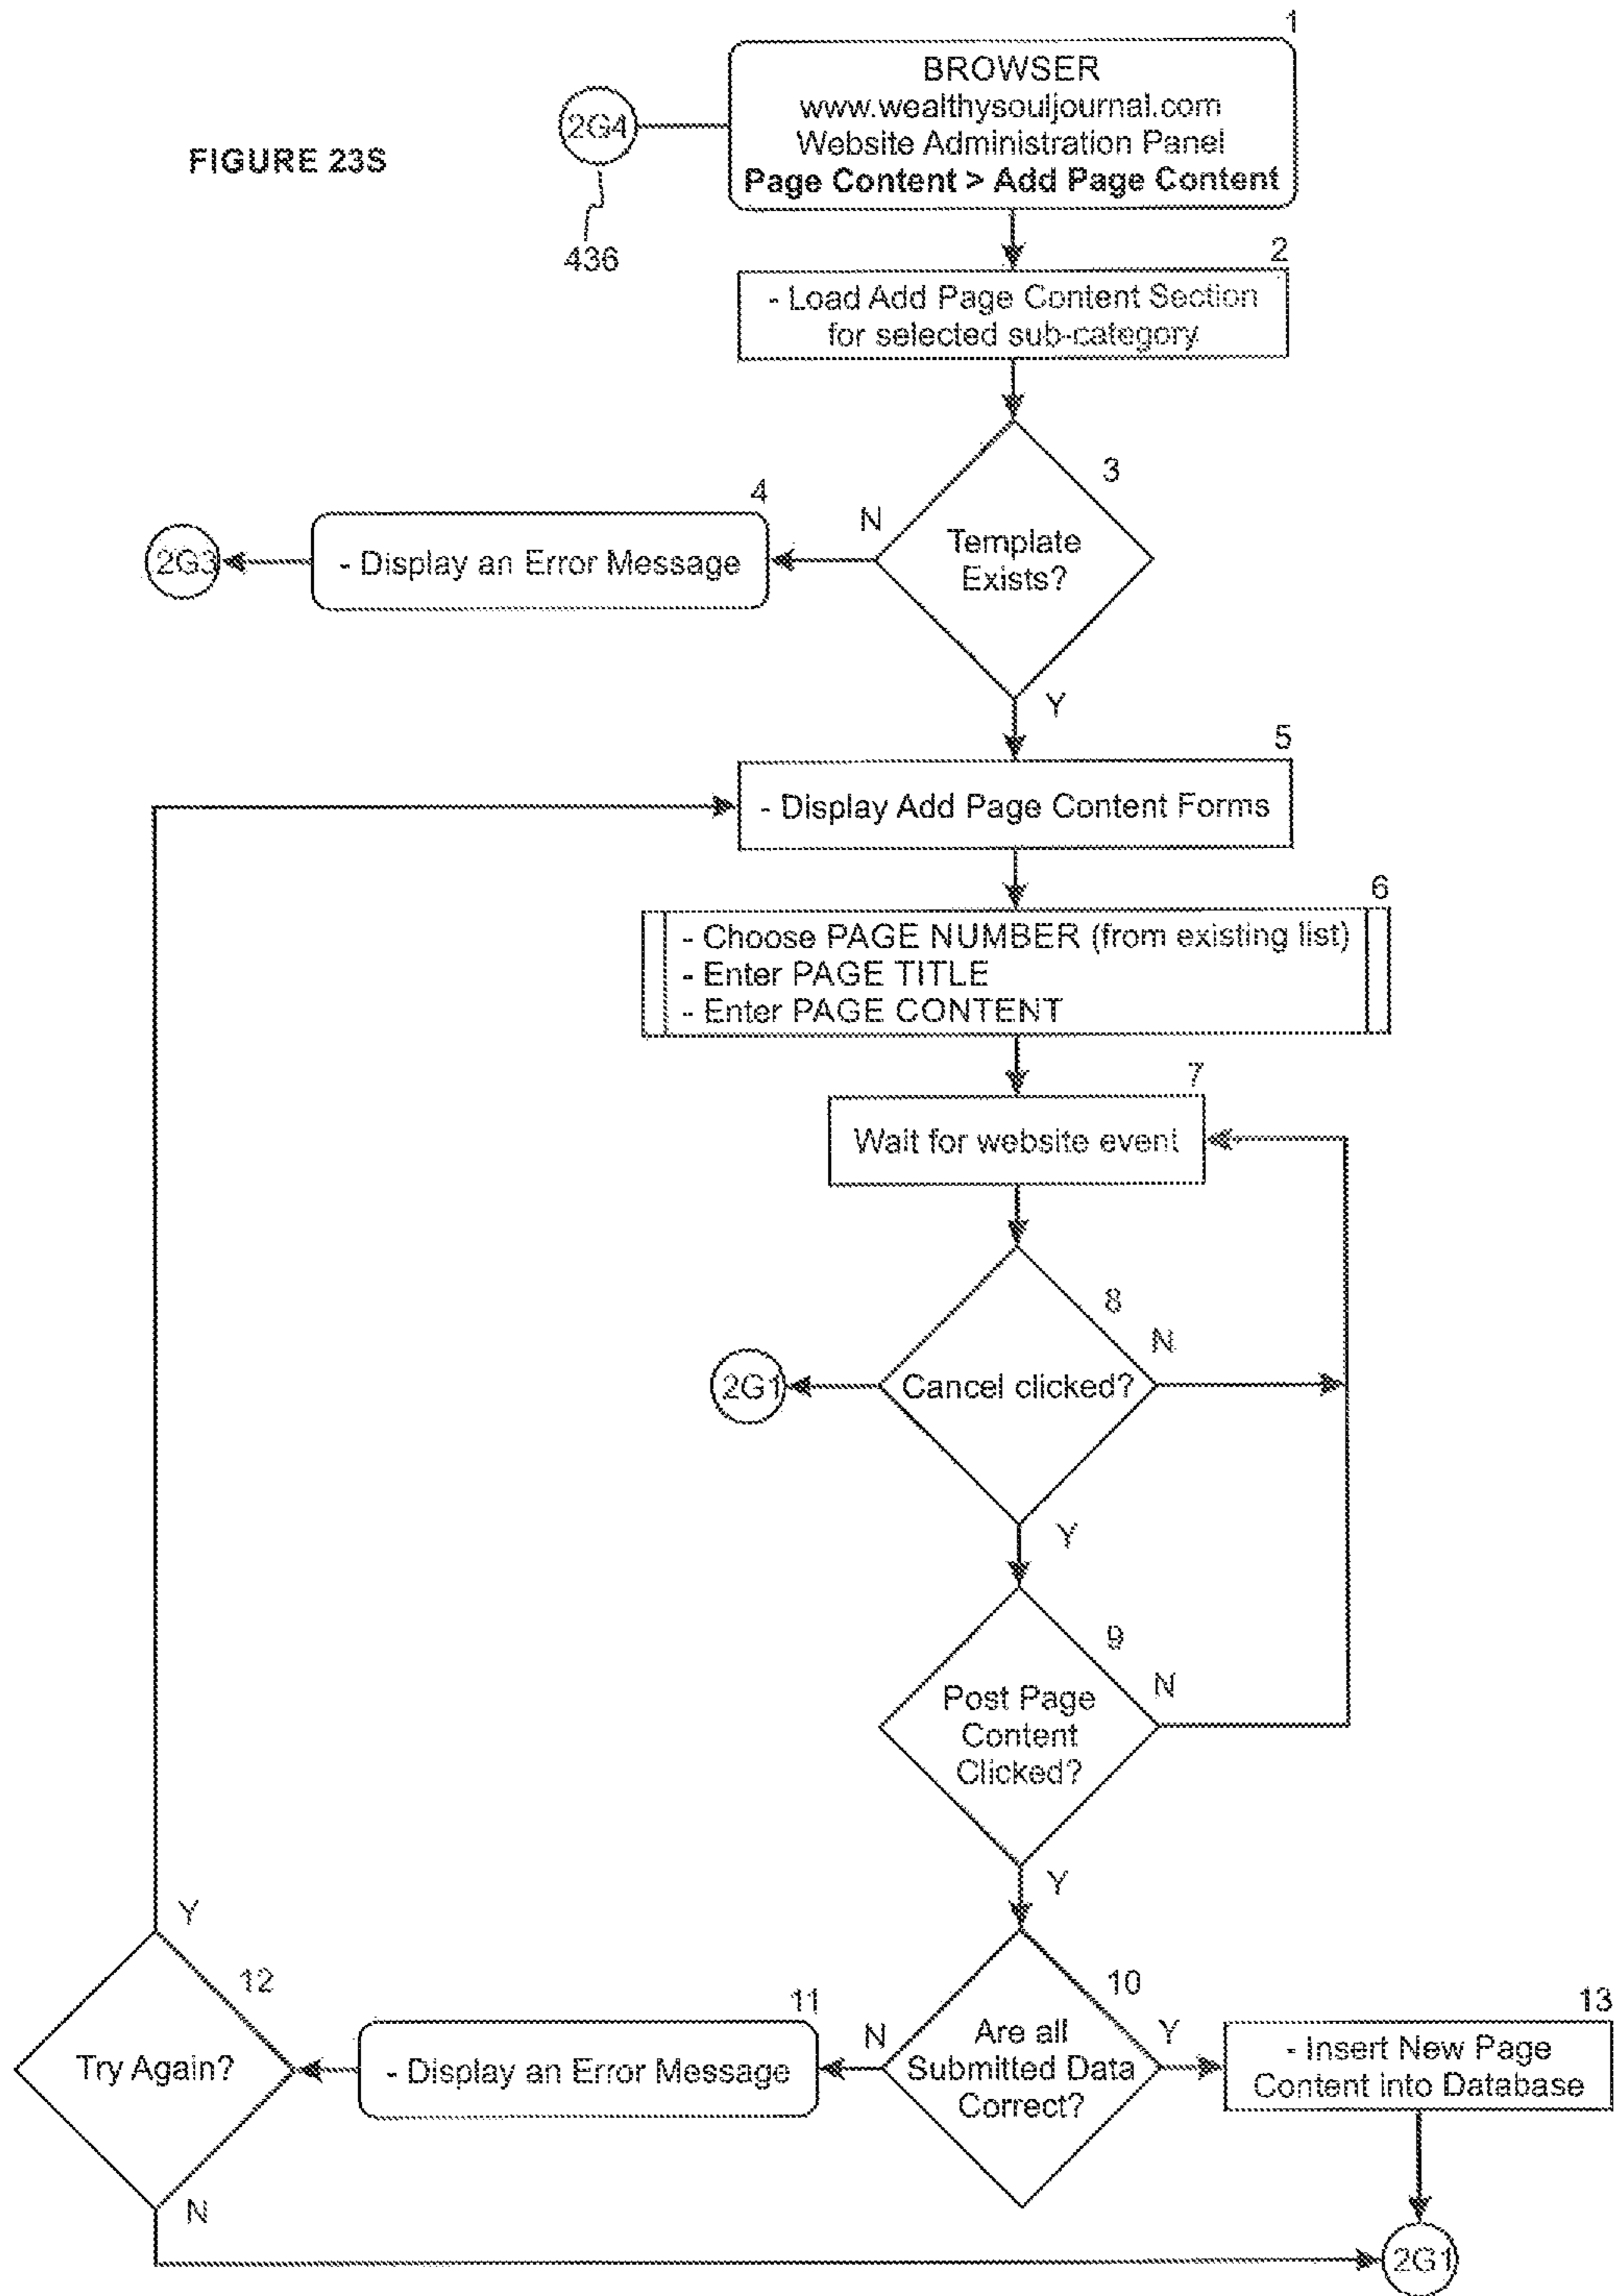 1
BROWSER
www.wealthysouljournal.com
Website Administration Panel
Page Content > Add Page Content
2G4
FIGURE 23S
436
2
- Load Add Page Content Section
for selected sub-category
3
Template
Exists?
N
4
- Display an Error Message
2G3
Y
5
- Display Add Page Content Forms
6
- Choose PAGE NUMBER (from existing list)
- Enter PAGE TITLE
- Enter PAGE CONTENT
7
Wait for website event
8
Cancel clicked?
N
2G1
Y
9
Post Page
Content
Clicked?
N
Y
10
Are all
Submitted Data
Correct?
N
Y
11
- Display an Error Message
12
Try Again?
Y
N
13
- Insert New Page
Content into Database
2G1